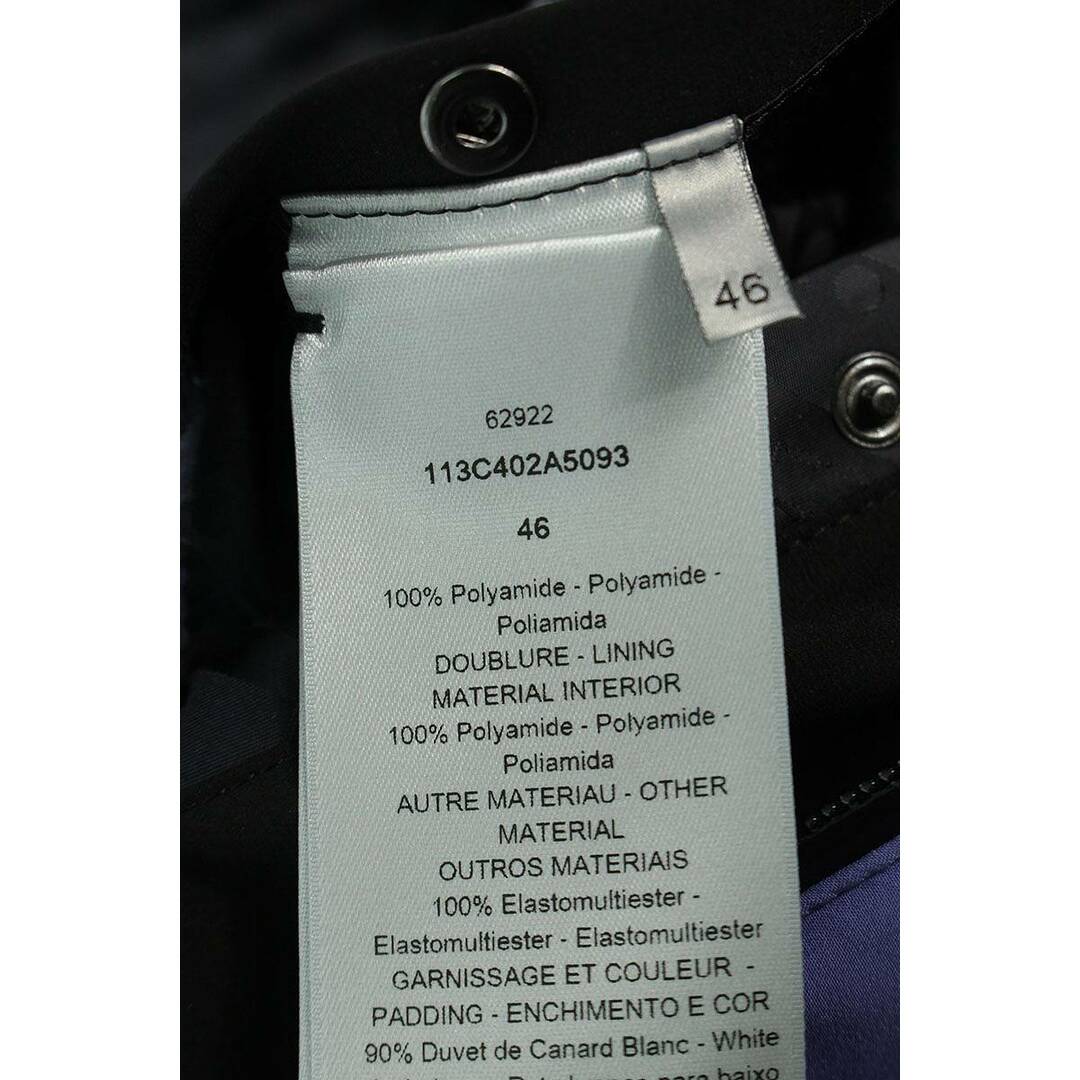 46
62922
113C402A5093
46
100% Polyamide - Polyamide -
Poliamida
DOUBLURE - LINING
MATERIAL INTERIOR
100% Polyamide - Polyamide -
Poliamida
AUTRE MATERIAU - OTHER
MATERIAL
OUTROS MATERIAIS
100% Elastomultiester -
Elastomultiester - Elastomultiester
GARNISSAGE ET COULEUR -
PADDING - ENCHIMENTO E COR
90% Duvet de Canard Blanc - White
para baixo